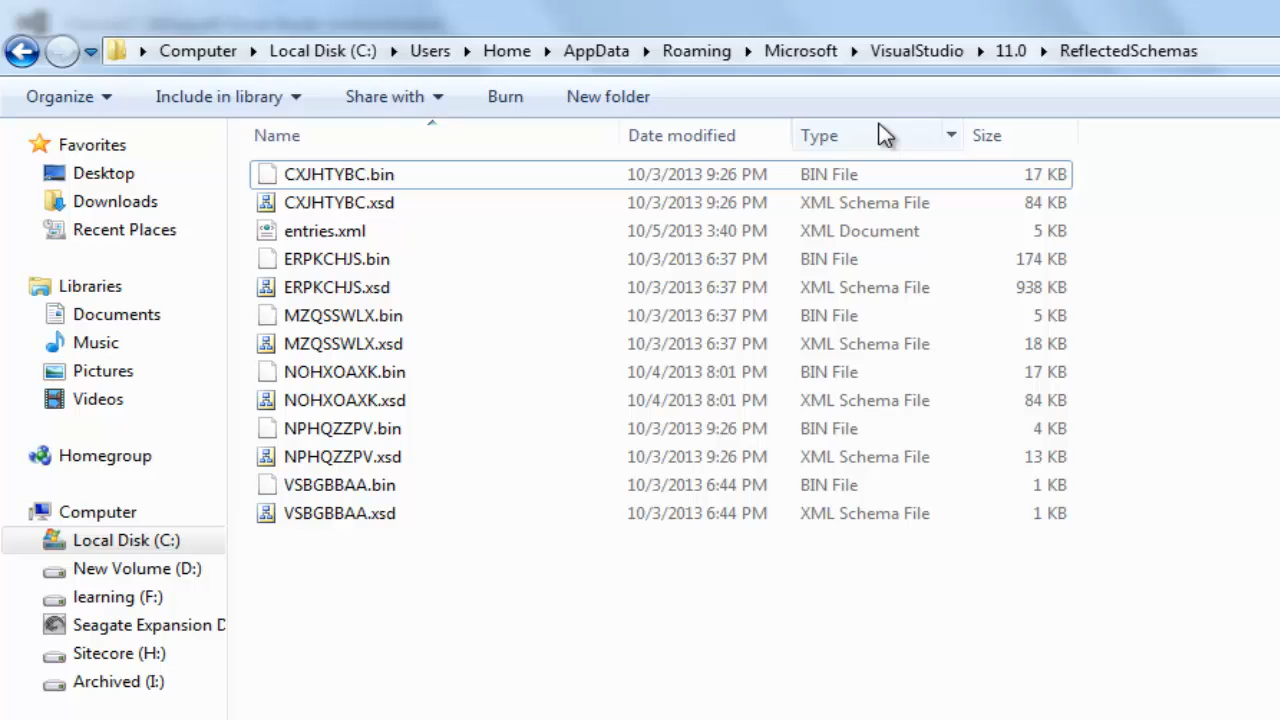 Computer Local Disk (C:) Users Home AppData Roaming Microsoft VisualStudio 11.0 ReflectedSchemas
Organize Include in library Share with Burn New folder
Name Date modified Type Size
Favorites
Desktop
Downloads
Recent Places
Libraries
Documents
Music
Pictures
Videos
Homegroup
Computer
Local Disk (C:)
New Volume (D:)
learning (F:)
Seagate Expansion D
Sitecore (H:)
Archived (I:)
CXJHTYBC.bin 10/3/2013 9:26 PM BIN File 17 KB
CXJHTYBC.xsd 10/3/2013 9:26 PM XML Schema File 84 KB
entries.xml 10/5/2013 3:40 PM XML Document 5 KB
ERPKCHJS.bin 10/3/2013 6:37 PM BIN File 174 KB
ERPKCHJS.xsd 10/3/2013 6:37 PM XML Schema File 938 KB
MZQSSWLX.bin 10/3/2013 6:37 PM BIN File 5 KB
MZQSSWLX.xsd 10/3/2013 6:37 PM XML Schema File 18 KB
NOHXOAXK.bin 10/4/2013 8:01 PM BIN File 17 KB
NOHXOAXK.xsd 10/4/2013 8:01 PM XML Schema File 84 KB
NPHQZZPV.bin 10/3/2013 9:26 PM BIN File 4 KB
NPHQZZPV.xsd 10/3/2013 9:26 PM XML Schema File 13 KB
VSBGBBAA.bin 10/3/2013 6:44 PM BIN File 1 KB
VSBGBBAA.xsd 10/3/2013 6:44 PM XML Schema File 1 KB